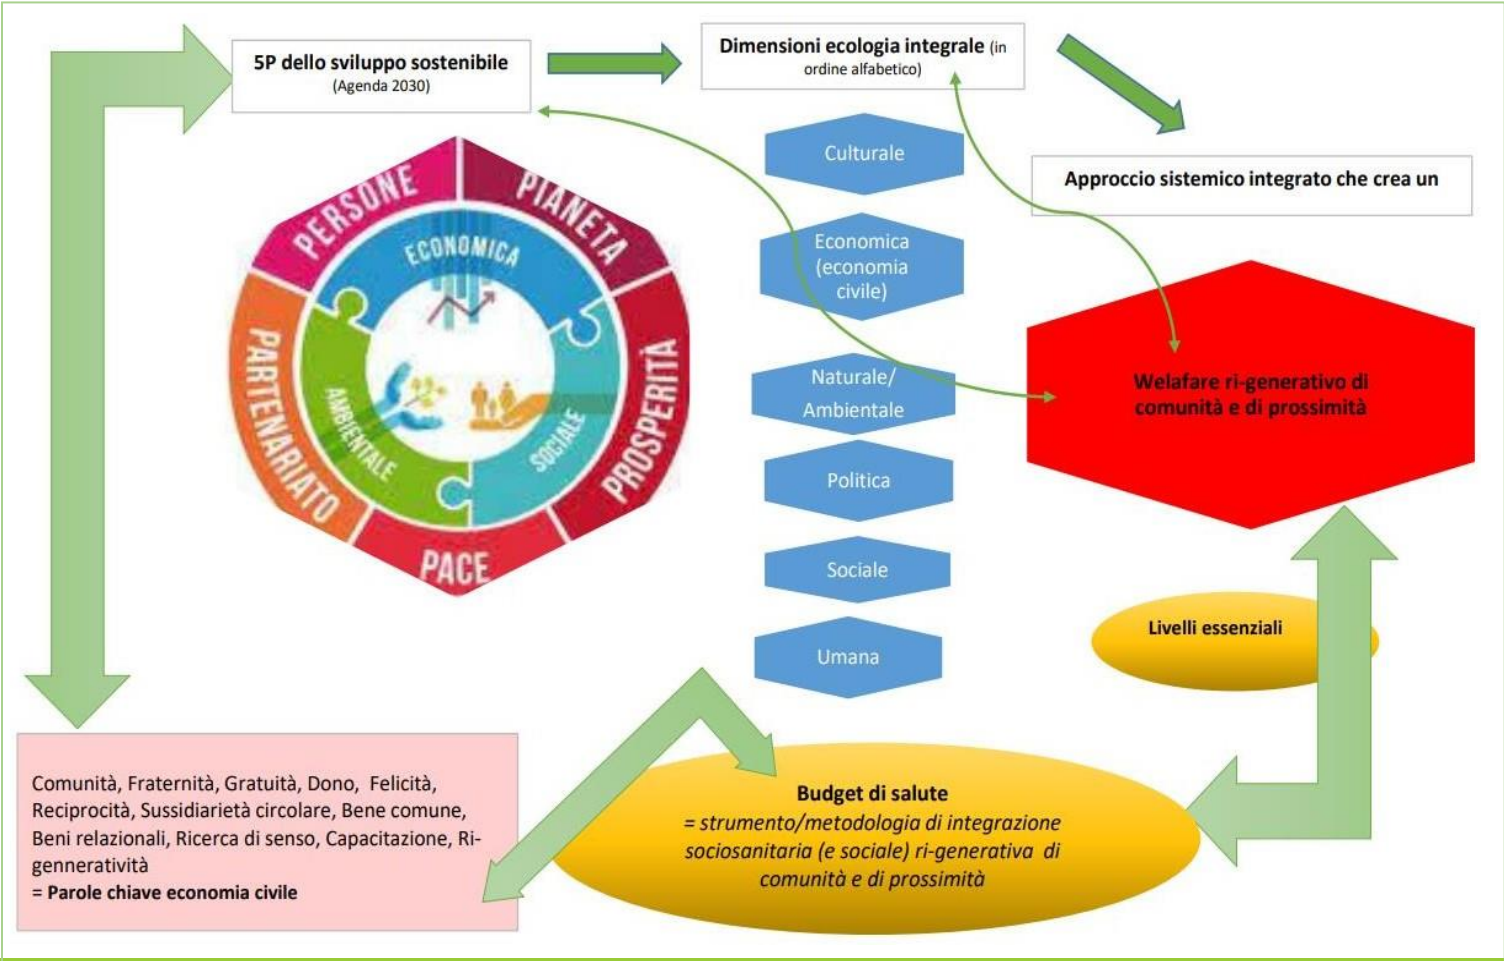 5P dello sviluppo sostenibile
(Agenda 2030)
Dimensioni ecologia integrale (in
ordine alfabetico)
Approccio sistemico integrato che crea un
PERSONE
PIANETA
PROSPERITÀ
PACE
PARTENARIATO
ECONOMICA
SOCIALE
AMBIENTALE
Culturale
Economica
(economia
civile)
Naturale/
Ambientale
Politica
Sociale
Umana
Welafare ri-generativo di
comunità e di prossimità
Livelli essenziali
Comunità, Fraternità, Gratuità, Dono, Felicità,
Reciprocità, Sussidiarietà circolare, Bene comune,
Beni relazionali, Ricerca di senso, Capacitazione, Ri-
genneratività
= Parole chiave economia civile
Budget di salute
= strumento/metodologia di integrazione
sociosanitaria (e sociale) ri-generativa di
comunità e di prossimità